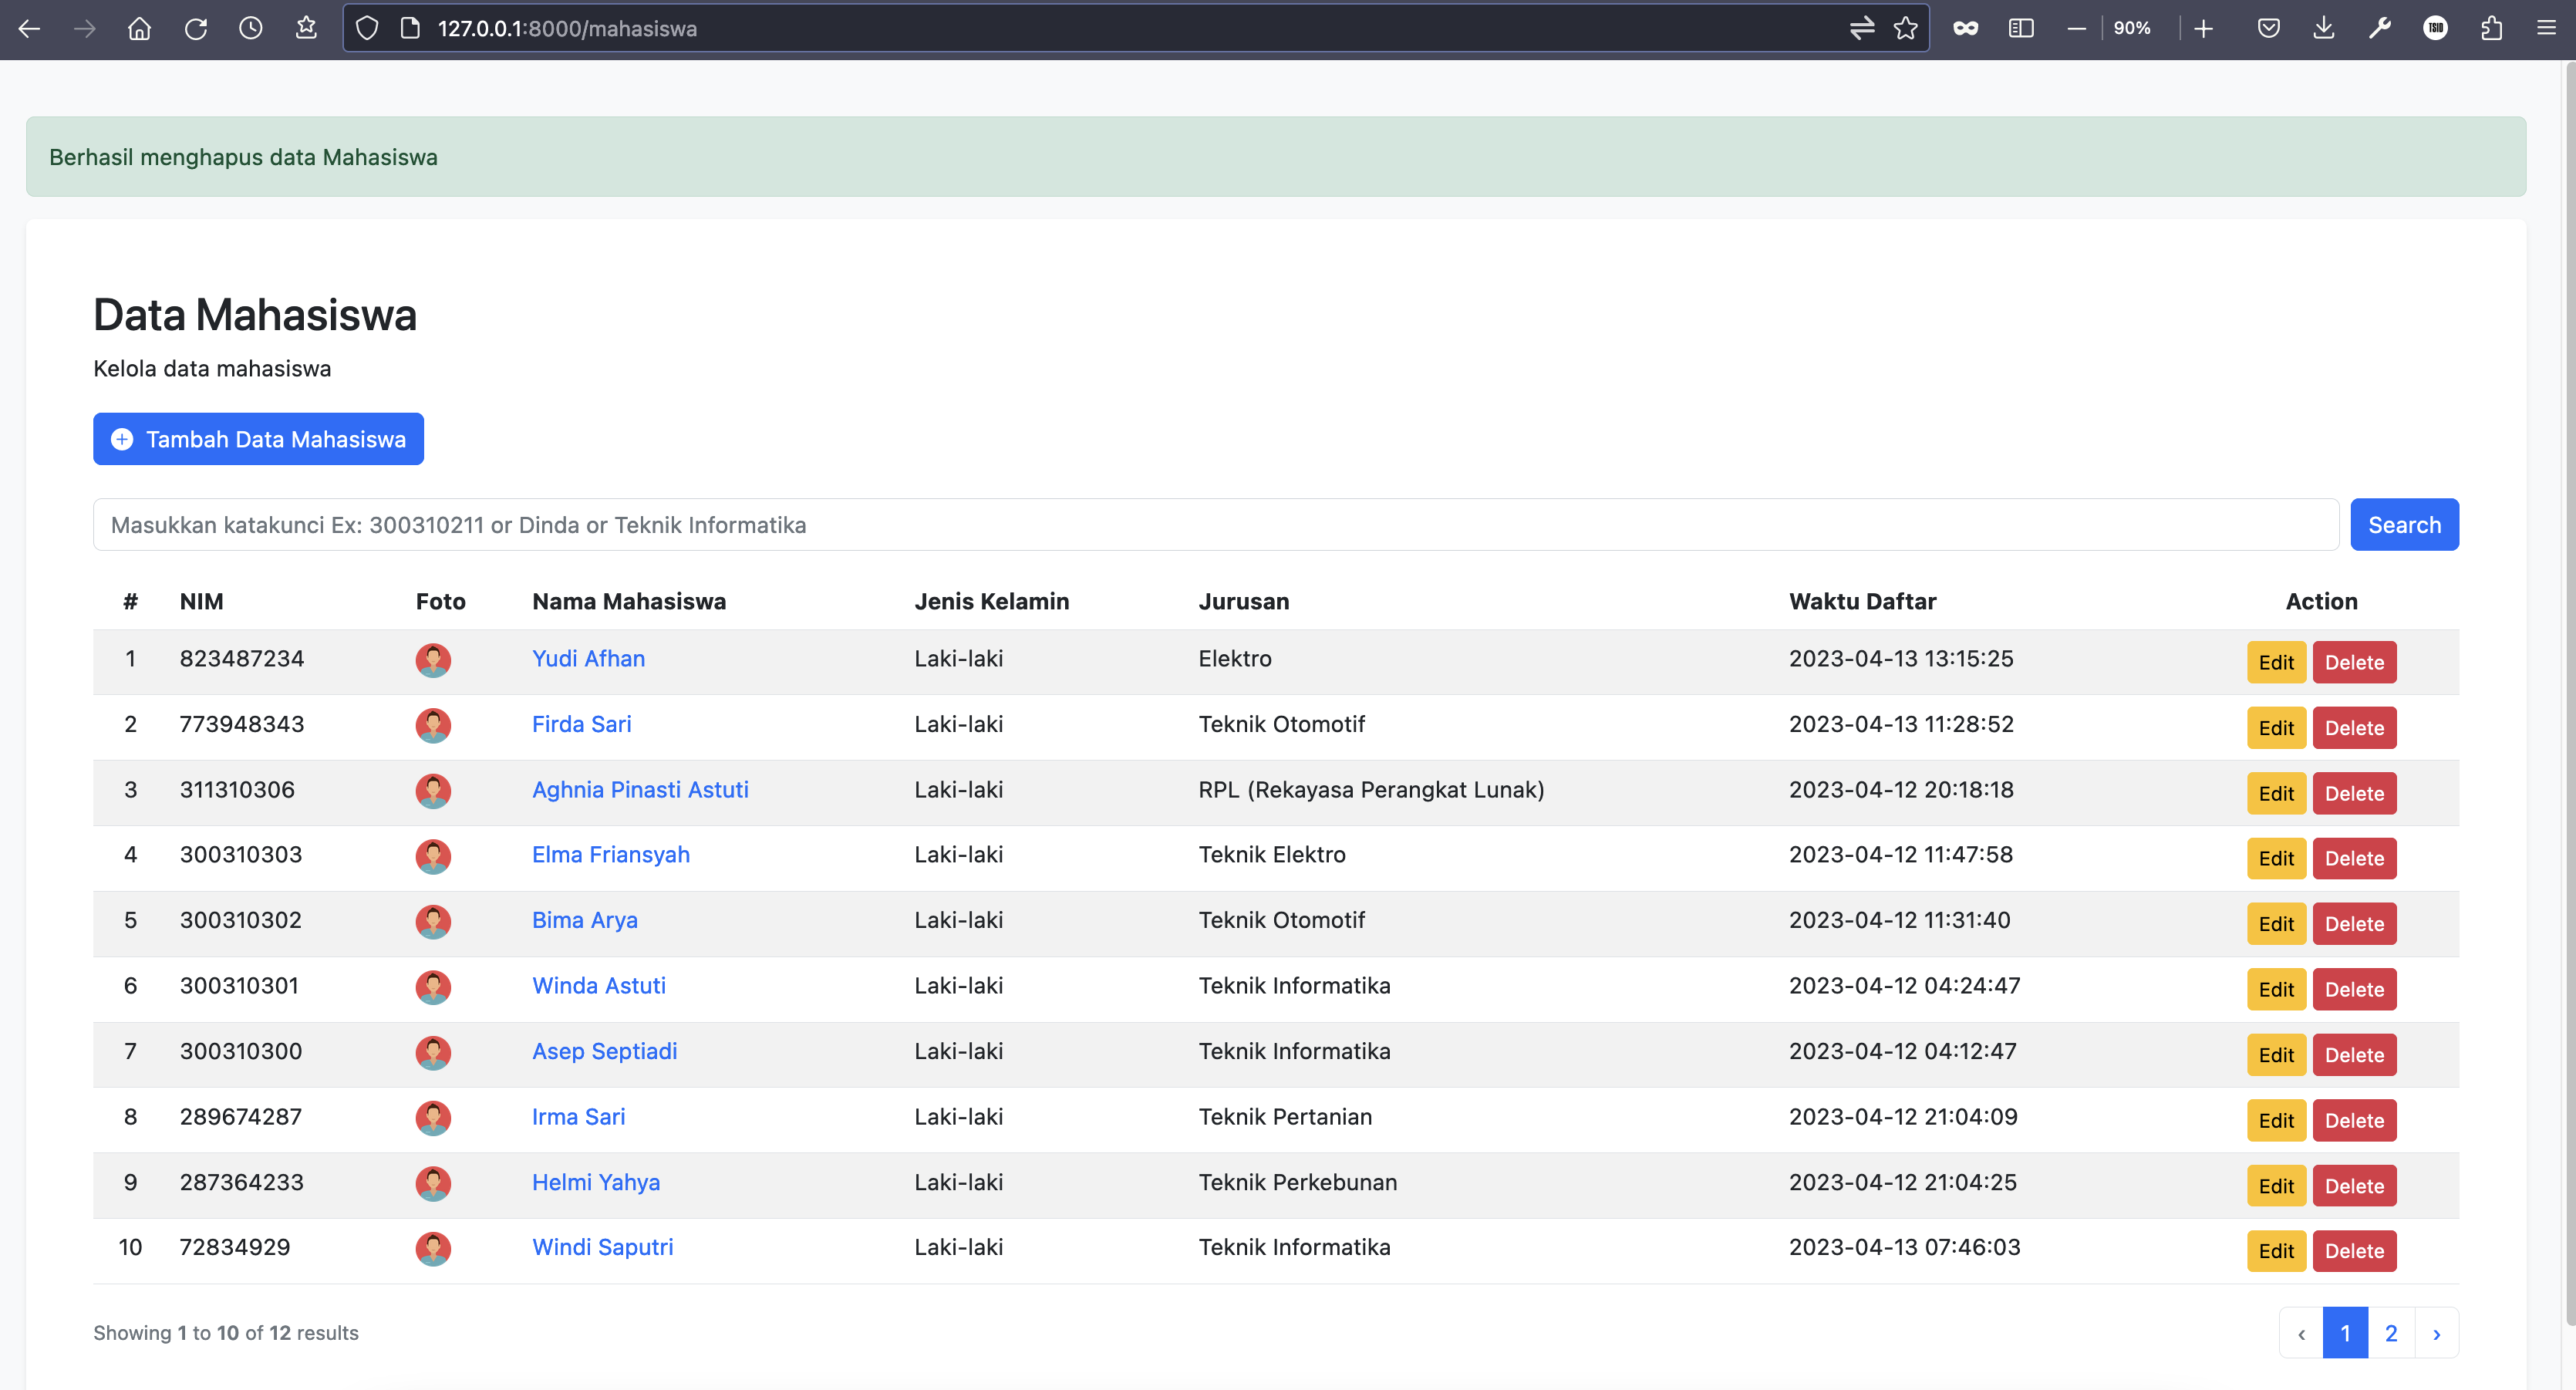 127.0.0.1:8000/mahasiswa 90% TSID
Berhasil menghapus data Mahasiswa
Data Mahasiswa
Kelola data mahasiswa
Tambah Data Mahasiswa
Masukkan katakunci Ex: 300310211 or Dinda or Teknik Informatika Search
# NIM Foto Nama Mahasiswa Jenis Kelamin Jurusan Waktu Daftar Action
1 823487234 Yudi Afhan Laki-laki Elektro 2023-04-13 13:15:25 Edit Delete
2 773948343 Firda Sari Laki-laki Teknik Otomotif 2023-04-13 11:28:52 Edit Delete
3 311310306 Aghnia Pinasti Astuti Laki-laki RPL (Rekayasa Perangkat Lunak) 2023-04-12 20:18:18 Edit Delete
4 300310303 Elma Friansyah Laki-laki Teknik Elektro 2023-04-12 11:47:58 Edit Delete
5 300310302 Bima Arya Laki-laki Teknik Otomotif 2023-04-12 11:31:40 Edit Delete
6 300310301 Winda Astuti Laki-laki Teknik Informatika 2023-04-12 04:24:47 Edit Delete
7 300310300 Asep Septiadi Laki-laki Teknik Informatika 2023-04-12 04:12:47 Edit Delete
8 289674287 Irma Sari Laki-laki Teknik Pertanian 2023-04-12 21:04:09 Edit Delete
9 287364233 Helmi Yahya Laki-laki Teknik Perkebunan 2023-04-12 21:04:25 Edit Delete
10 72834929 Windi Saputri Laki-laki Teknik Informatika 2023-04-13 07:46:03 Edit Delete
Showing 1 to 10 of 12 results ‹ 1 2 ›